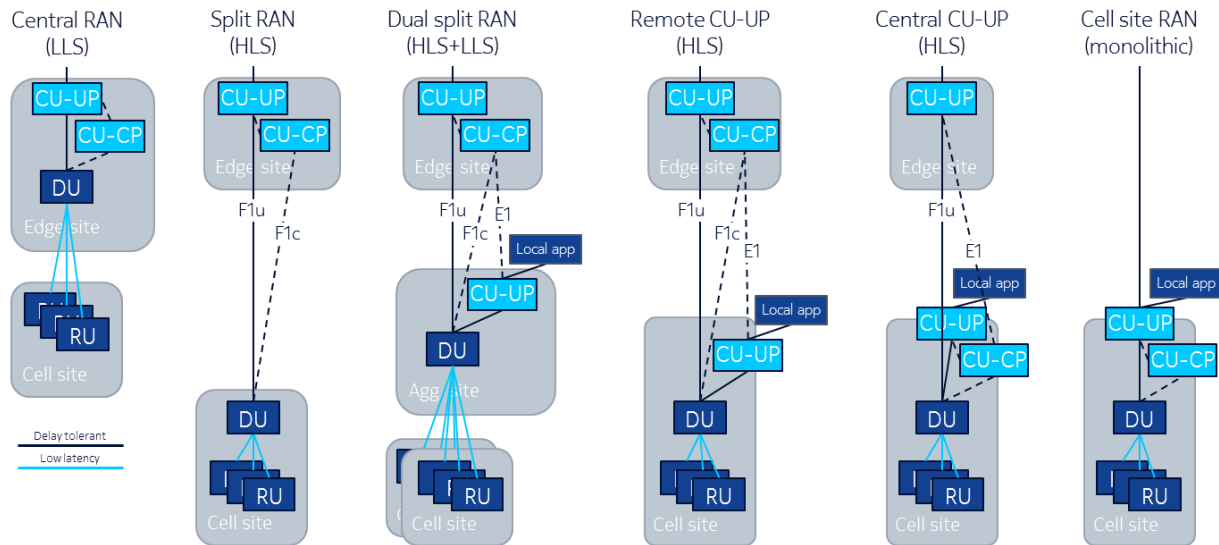 Central RAN
(LLS)
CU-UP
CU-CP
DU
Edge site
RU
Cell site
Delay tolerant
Low latency
Split RAN
(HLS)
CU-UP
CU-CP
Edge site
F1u
F1c
DU
RU
Cell site
Dual split RAN
(HLS+LLS)
CU-UP
CU-CP
Edge site
F1u
F1c
E1
Local app
CU-UP
DU
Agg. site
RU
Cell site
Remote CU-UP
(HLS)
CU-UP
CU-CP
Edge site
F1u
F1c
E1
Local app
CU-UP
DU
RU
Cell site
Central CU-UP
(HLS)
CU-UP
Edge site
F1u
E1
Local app
CU-UP
CU-CP
DU
RU
Cell site
Cell site RAN
(monolithic)
Local app
CU-UP
CU-CP
DU
RU
Cell site